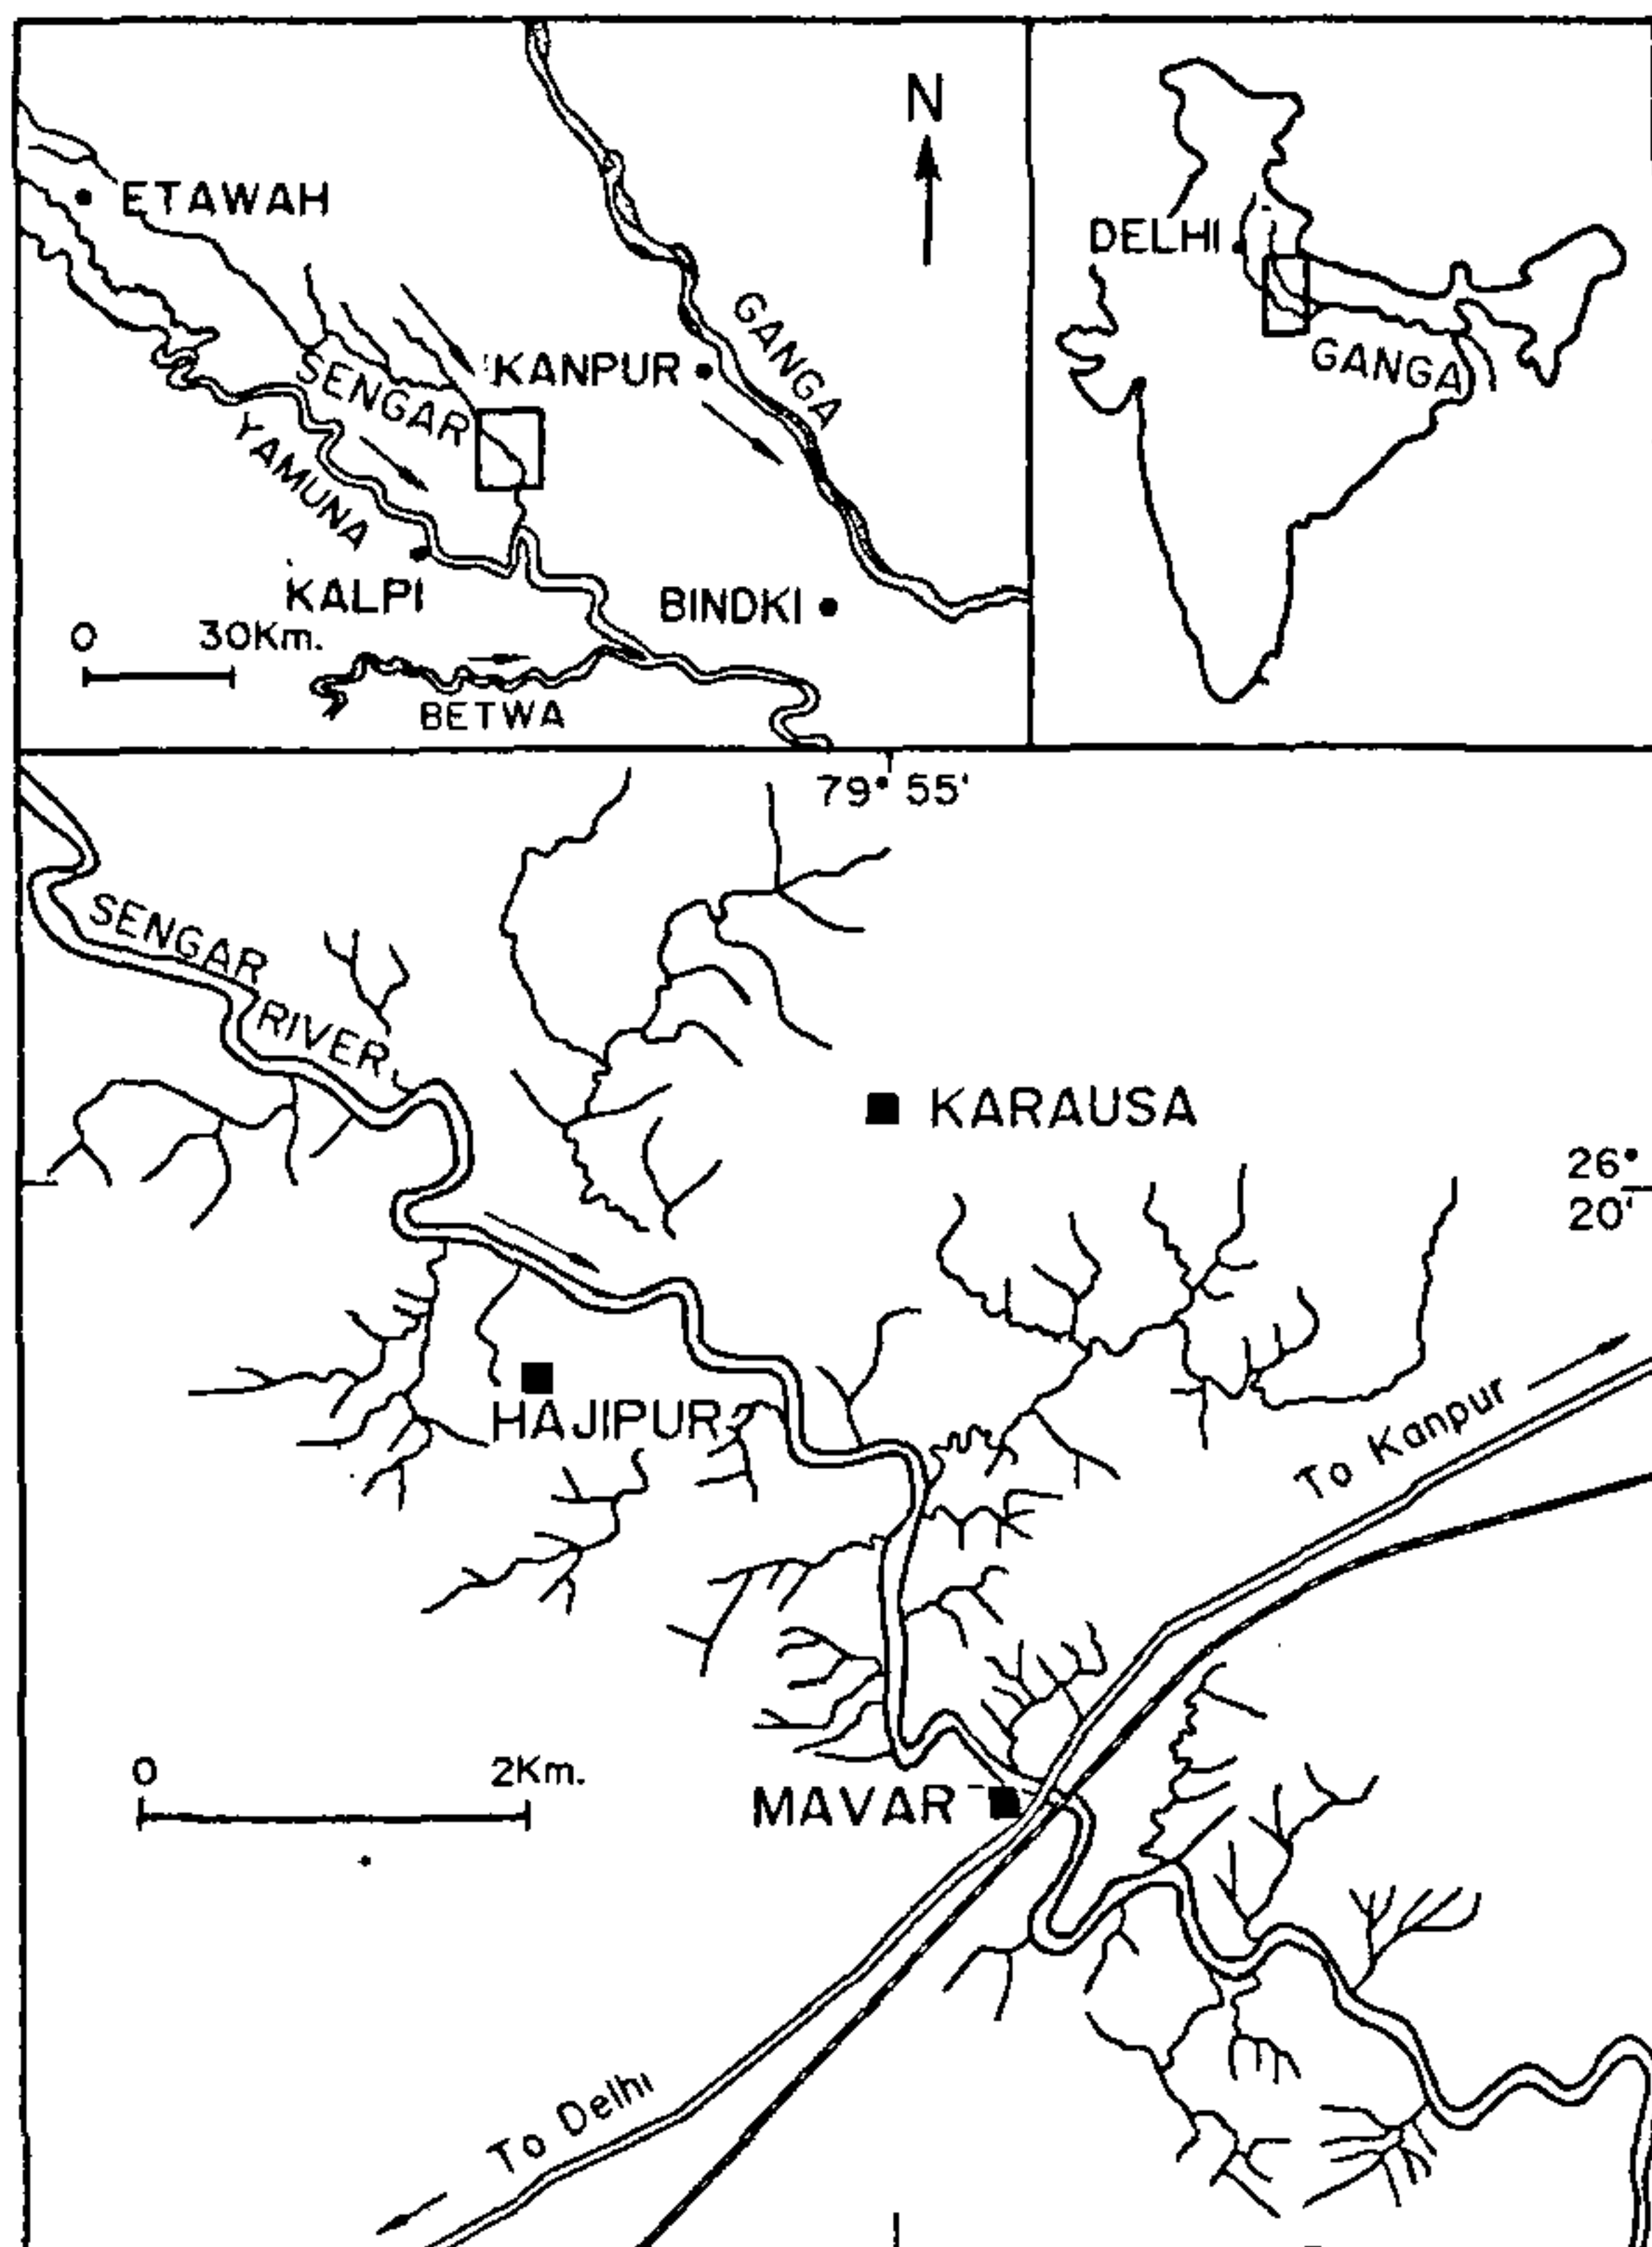 N
ETAWAH
DELHI
GANGA
KANPUR
GANGA
SENGAR
YAMUNA
KALPI
BINDKI
0 30Km.
BETWA
79° 55'
SENGAR
RIVER
KARAUSA
26°
20'
HAJIPUR
To Kanpur
0 2Km.
MAVAR
To Delhi